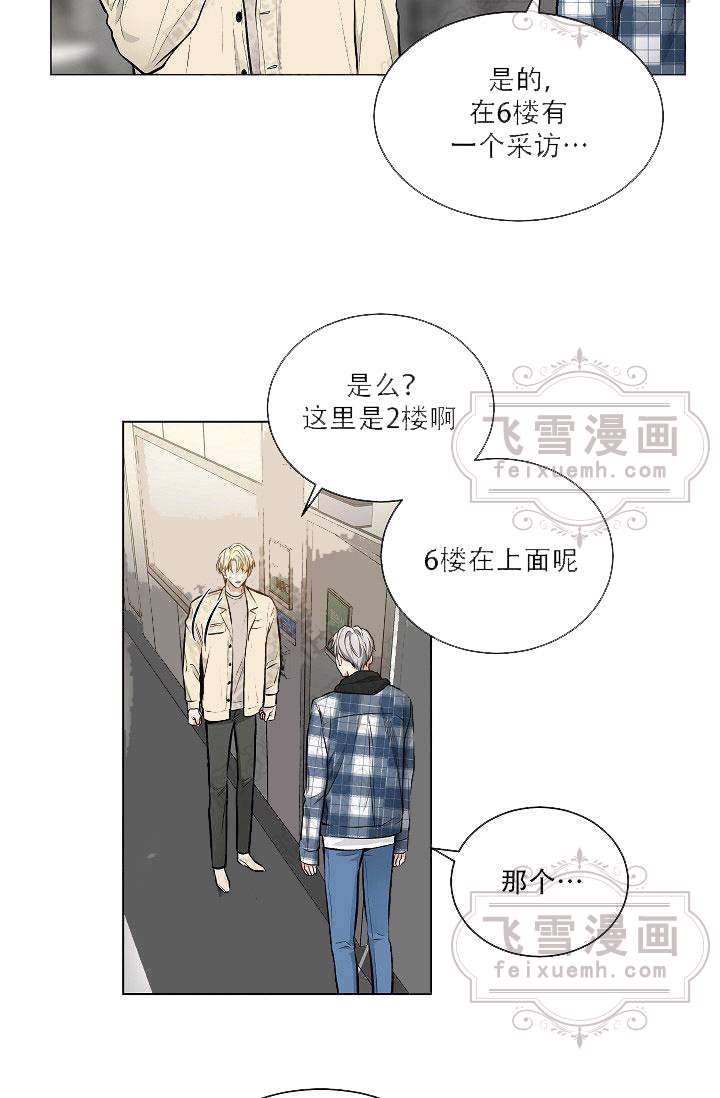 是的,
在6楼有
一个采访…
是么?
这里是2楼啊
飞雪漫画
feixuemh.com
6楼在上面呢
那个…
飞雪漫画
feixuemh.com